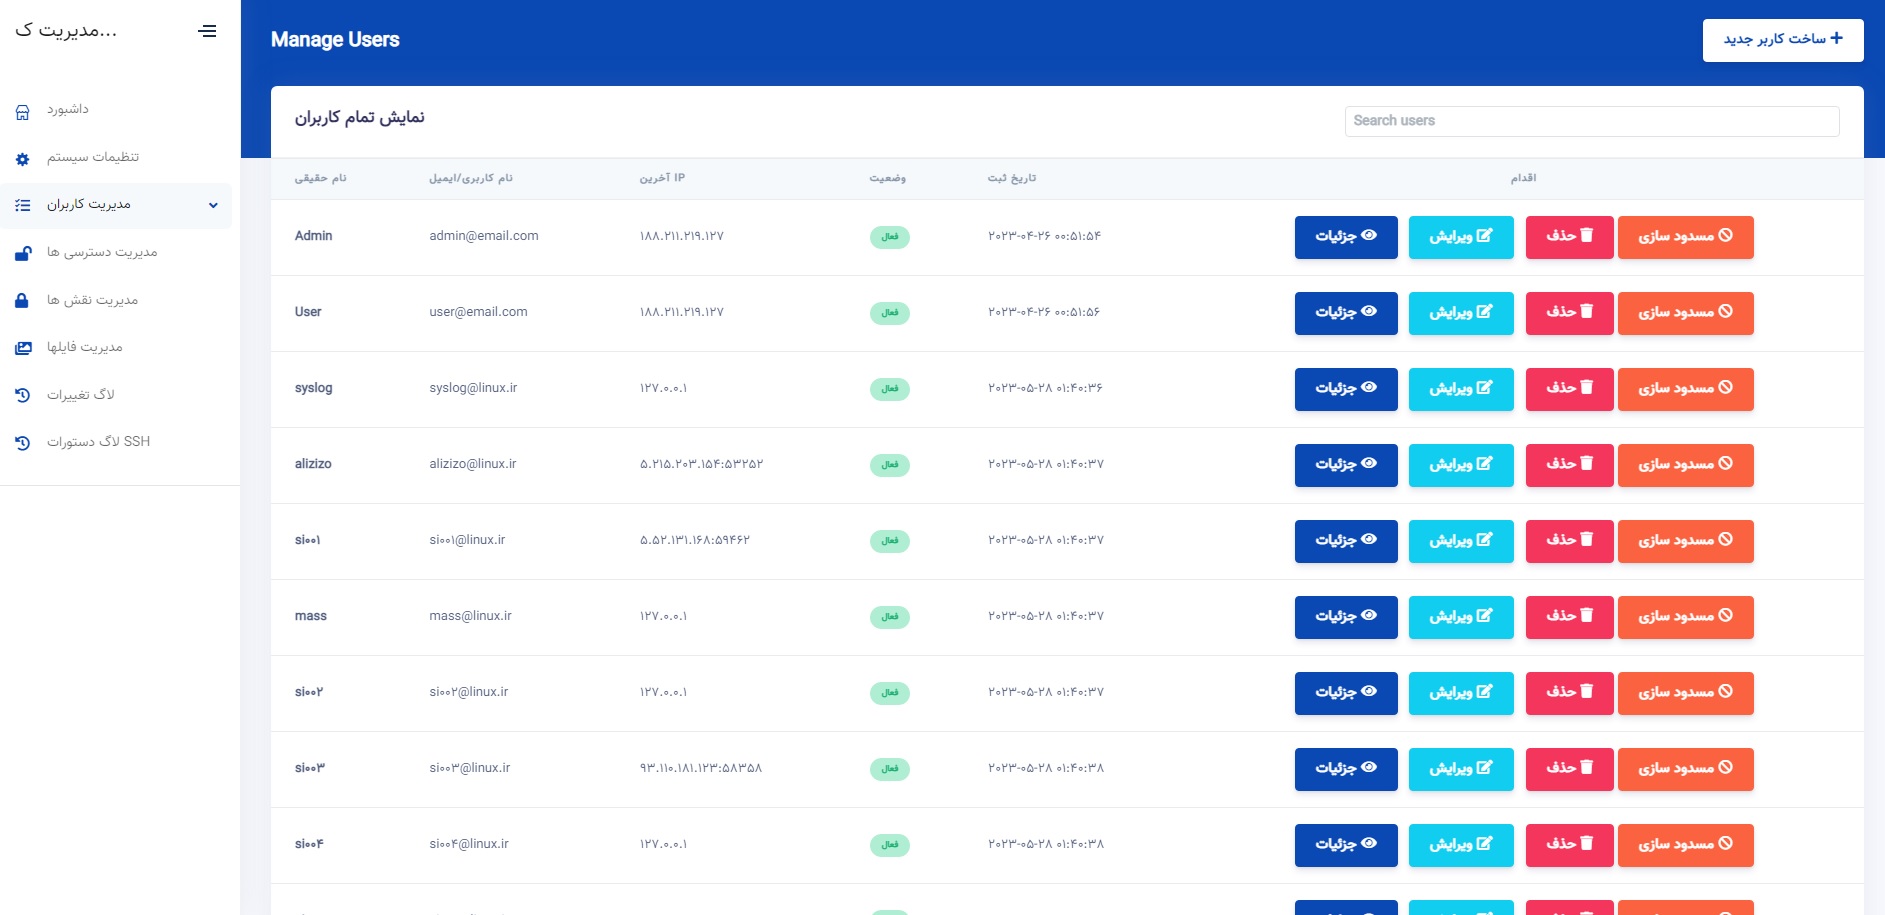 مدیریت ک...
داشبورد
تنظیمات سیستم
مدیریت کاربران
مدیریت دسترسی ها
مدیریت نقش ها
مدیریت فایلها
لاگ تغییرات
لاگ دستورات SSH
Manage Users
ساخت کاربر جدید
نمایش تمام کاربران
Search users
نام حقیقی نام کاربری/ایمیل آخرین IP وضعیت تاریخ ثبت اقدام
Admin admin@email.com ۱۸۸.۲۱۱.۲۱۹.۱۲۷ فعال ۲۰۲۳-۰۴-۲۶ ۰۰:۵۱:۵۴ جزئیات ویرایش حذف مسدود سازی
User user@email.com ۱۸۸.۲۱۱.۲۱۹.۱۲۷ فعال ۲۰۲۳-۰۴-۲۶ ۰۰:۵۱:۵۶ جزئیات ویرایش حذف مسدود سازی
syslog syslog@linux.ir ۱۲۷.۰.۰.۱ فعال ۲۰۲۳-۰۵-۲۸ ۰۱:۴۰:۳۶ جزئیات ویرایش حذف مسدود سازی
alizizo alizizo@linux.ir ۵.۲۱۵.۲۰۳.۱۵۴:۵۳۲۵۲ فعال ۲۰۲۳-۰۵-۲۸ ۰۱:۴۰:۳۷ جزئیات ویرایش حذف مسدود سازی
si۰۰۱ si۰۰۱@linux.ir ۵.۵۲.۱۳۱.۱۶۸:۵۹۴۶۲ فعال ۲۰۲۳-۰۵-۲۸ ۰۱:۴۰:۳۷ جزئیات ویرایش حذف مسدود سازی
mass mass@linux.ir ۱۲۷.۰.۰.۱ فعال ۲۰۲۳-۰۵-۲۸ ۰۱:۴۰:۳۷ جزئیات ویرایش حذف مسدود سازی
si۰۰۲ si۰۰۲@linux.ir ۱۲۷.۰.۰.۱ فعال ۲۰۲۳-۰۵-۲۸ ۰۱:۴۰:۳۷ جزئیات ویرایش حذف مسدود سازی
si۰۰۳ si۰۰۳@linux.ir ۹۳.۱۱۰.۱۸۱.۱۲۳:۵۸۳۵۸ فعال ۲۰۲۳-۰۵-۲۸ ۰۱:۴۰:۳۸ جزئیات ویرایش حذف مسدود سازی
si۰۰۴ si۰۰۴@linux.ir ۱۲۷.۰.۰.۱ فعال ۲۰۲۳-۰۵-۲۸ ۰۱:۴۰:۳۸ جزئیات ویرایش حذف مسدود سازی